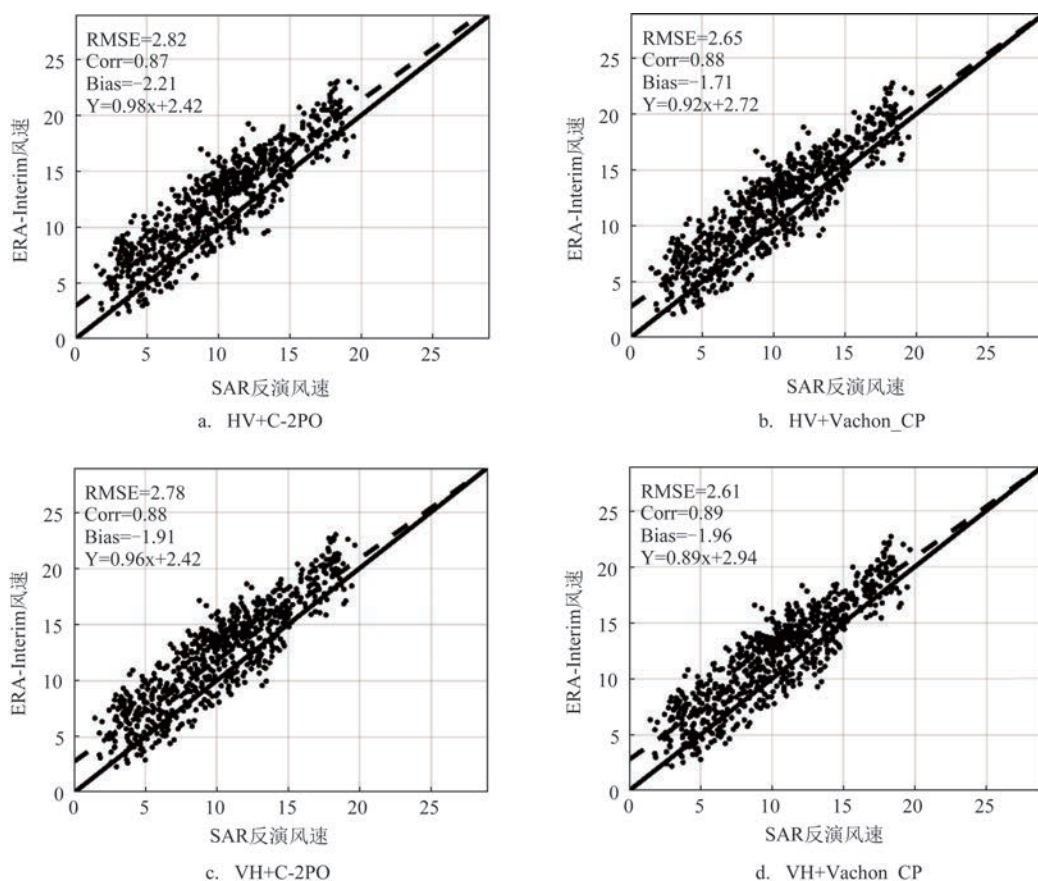 RMSE=2.82
Corr=0.87
Bias=−2.21
Y=0.98x+2.42
25
20
15
10
5
0
0 5 10 15 20 25
ERA-Interim风速
SAR反演风速
a. HV+C-2PO
RMSE=2.65
Corr=0.88
Bias=−1.71
Y=0.92x+2.72
25
20
15
10
5
0
0 5 10 15 20 25
ERA-Interim风速
SAR反演风速
b. HV+Vachon_CP
RMSE=2.78
Corr=0.88
Bias=−1.91
Y=0.96x+2.42
25
20
15
10
5
0
0 5 10 15 20 25
ERA-Interim风速
SAR反演风速
c. VH+C-2PO
RMSE=2.61
Corr=0.89
Bias=−1.96
Y=0.89x+2.94
25
20
15
10
5
0
0 5 10 15 20 25
ERA-Interim风速
SAR反演风速
d. VH+Vachon_CP